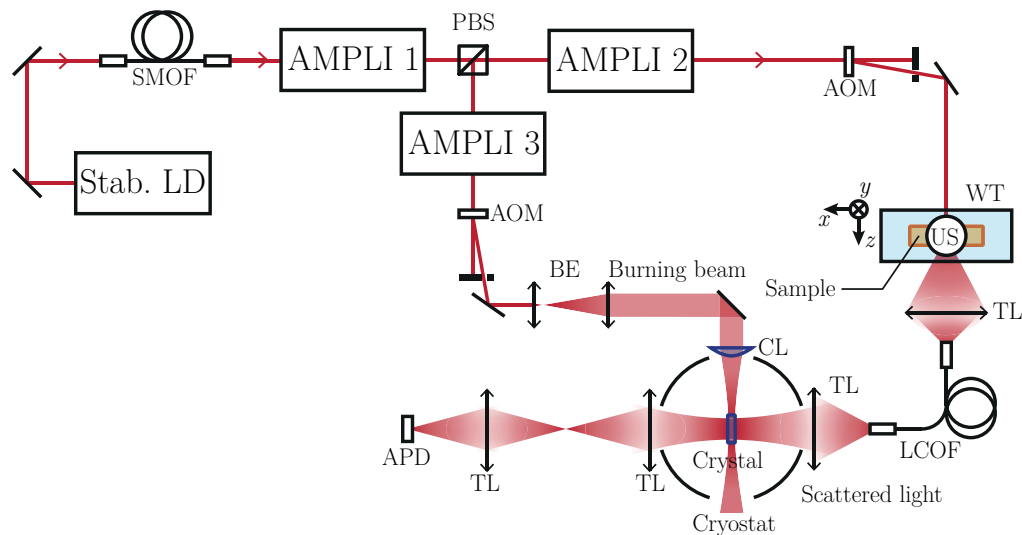 PBS
SMOF
AMPLI 1
AMPLI 2
AOM
AMPLI 3
Stab. LD
AOM
y
x
z
WT
US
BE
Burning beam
Sample
TL
CL
TL
APD
TL
TL
Crystal
LCOF
Scattered light
Cryostat